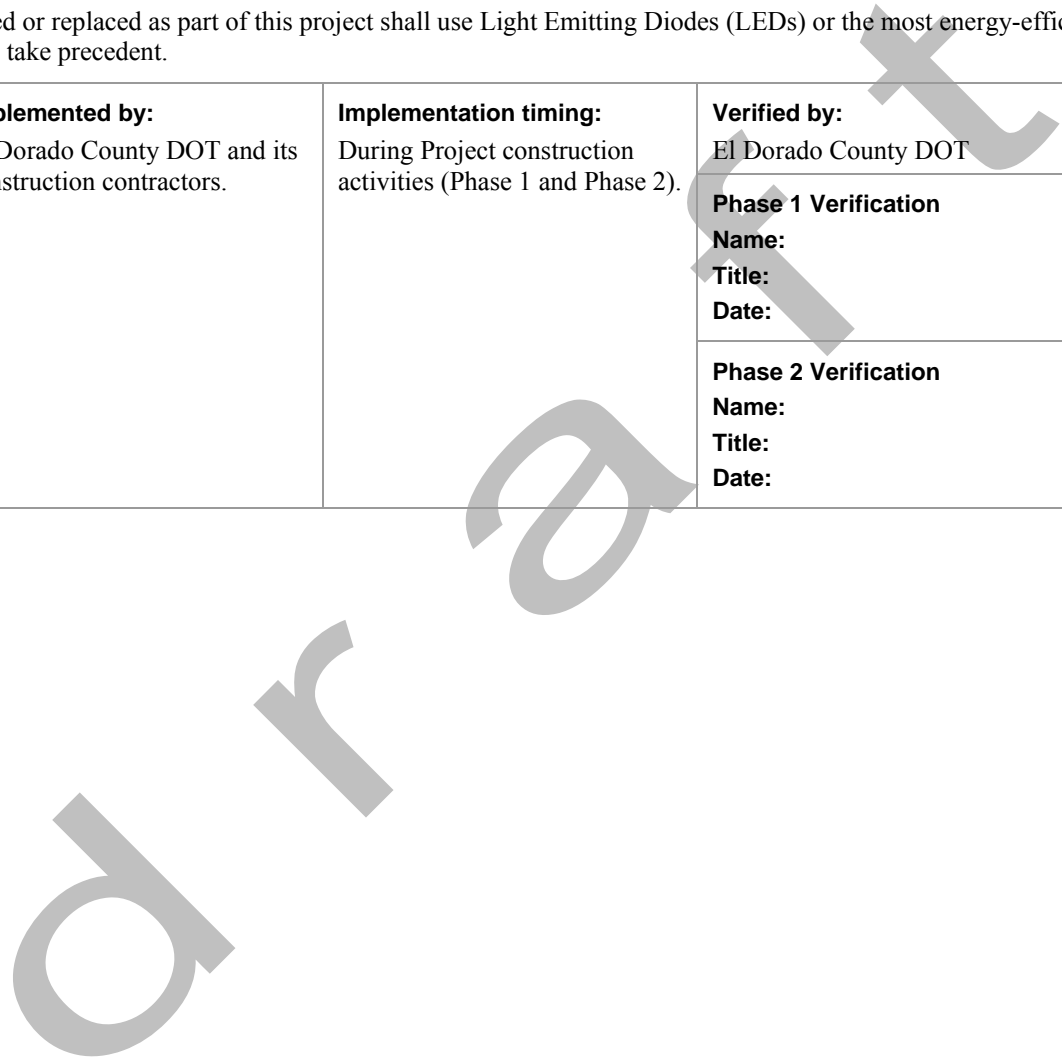 ed or replaced as part of this project shall use Light Emitting Diodes (LEDs) or the most energy-effic
take precedent.
plemented by:
Dorado County DOT and its
nstruction contractors.
Implementation timing:
During Project construction
activities (Phase 1 and Phase 2).
Verified by:
El Dorado County DOT
Phase 1 Verification
Name:
Title:
Date:
Phase 2 Verification
Name:
Title:
Date:
draft